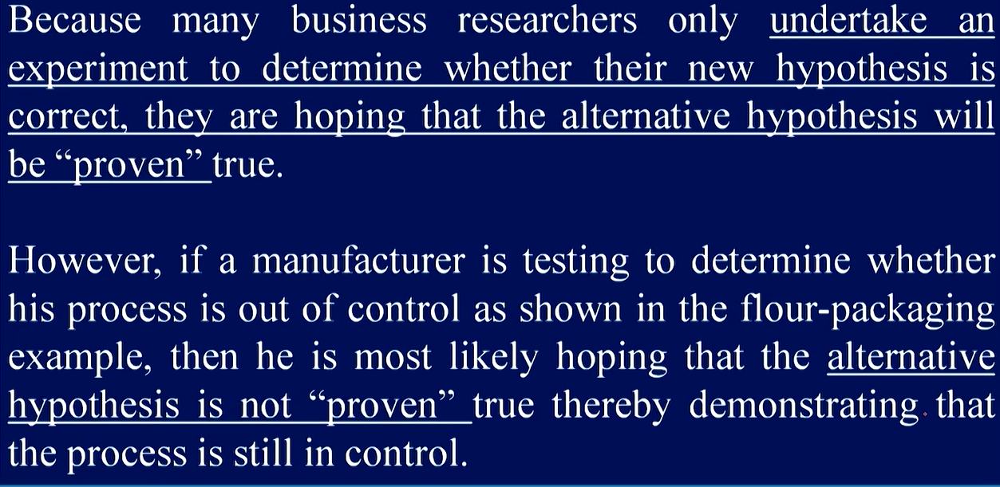 Because many business researchers only undertake an
experiment to determine whether their new hypothesis is
correct, they are hoping that the alternative hypothesis will
be “proven” true.
However, if a manufacturer is testing to determine whether
his process is out of control as shown in the flour-packaging
example, then he is most likely hoping that the alternative
hypothesis is not “proven” true thereby demonstrating that
the process is still in control.